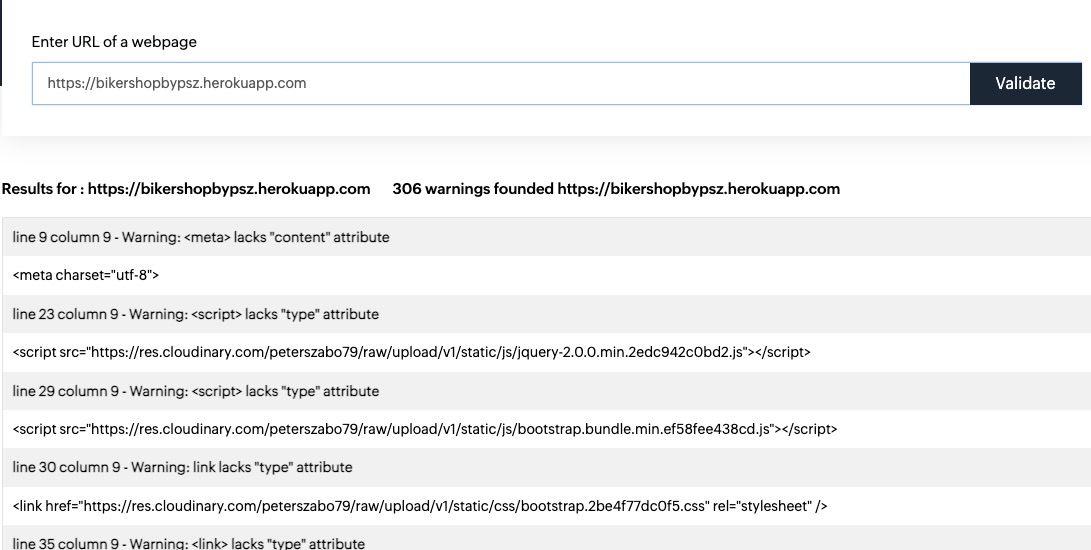 Enter URL of a webpage
https://bikershopbypsz.herokuapp.com Validate
Results for : https://bikershopbypsz.herokuapp.com 306 warnings founded https://bikershopbypsz.herokuapp.com
line 9 column 9 - Warning: <meta> lacks "content" attribute
<meta charset="utf-8">
line 23 column 9 - Warning: <script> lacks "type" attribute
<script src="https://res.cloudinary.com/peterszabo79/raw/upload/v1/static/js/jquery-2.0.0.min.2edc942c0bd2.js"></script>
line 29 column 9 - Warning: <script> lacks "type" attribute
<script src="https://res.cloudinary.com/peterszabo79/raw/upload/v1/static/js/bootstrap.bundle.min.ef58fee438cd.js"></script>
line 30 column 9 - Warning: link lacks "type" attribute
<link href="https://res.cloudinary.com/peterszabo79/raw/upload/v1/static/css/bootstrap.2be4f77dc0f5.css" rel="stylesheet" />
line 35 column 9 - Warning: <link> lacks "type" attribute